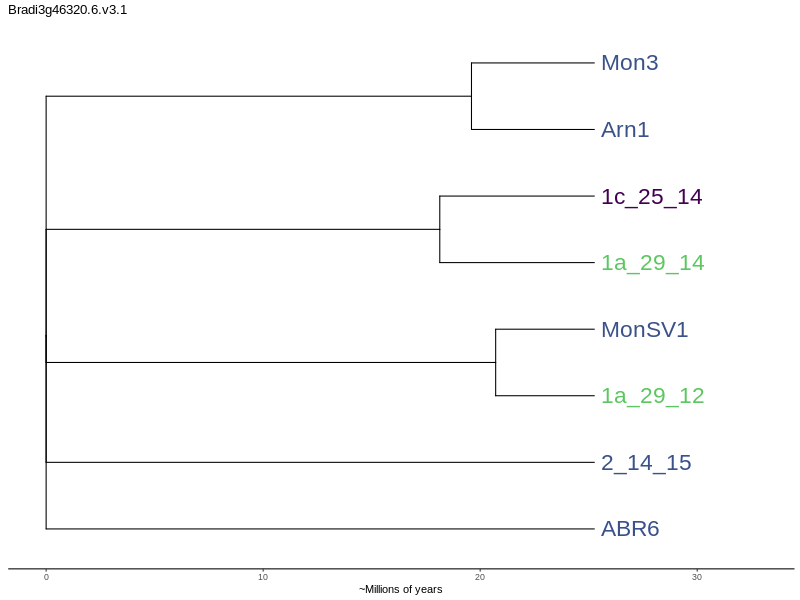 Bradi3g46320.6.v3.1
Mon3
Arn1
1c_25_14
1a_29_14
MonSV1
1a_29_12
2_14_15
ABR6
0 10 20 30
~Millions of years